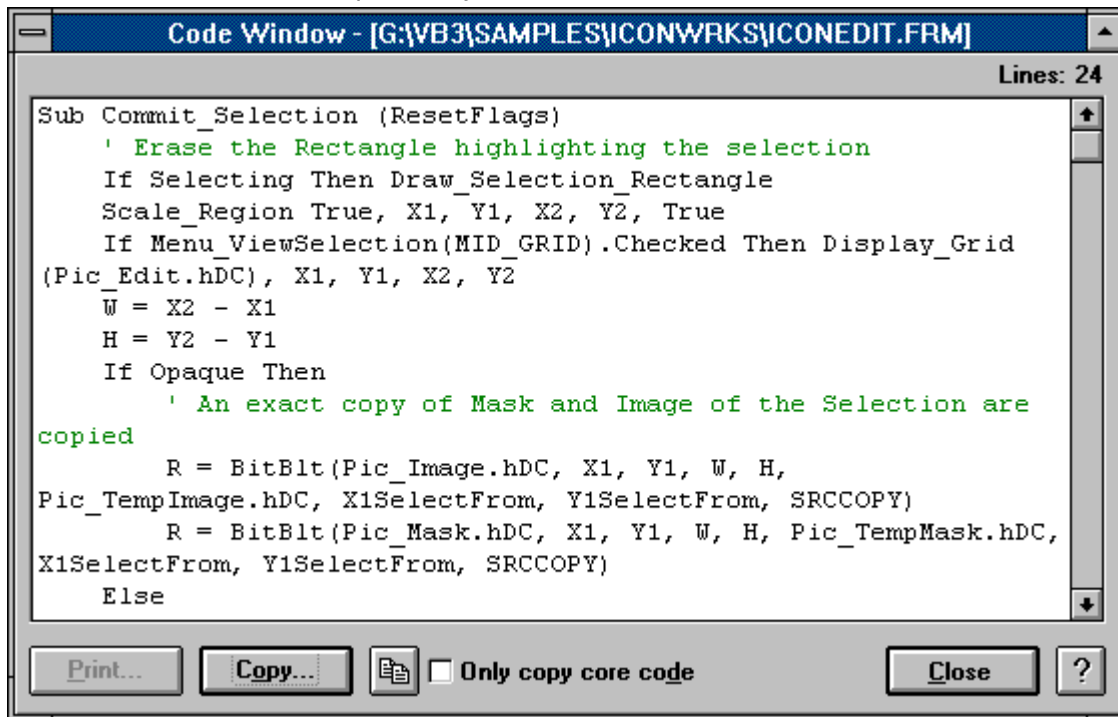 Code Window - [G:\VB3\SAMPLES\ICONWRKS\ICONEDIT.FRM]
Lines: 24
Sub Commit_Selection (ResetFlags)
    ' Erase the Rectangle highlighting the selection
    If Selecting Then Draw_Selection_Rectangle
    Scale_Region True, X1, Y1, X2, Y2, True
    If Menu_ViewSelection(MID_GRID).Checked Then Display_Grid
(Pic_Edit.hDC), X1, Y1, X2, Y2
    W = X2 - X1
    H = Y2 - Y1
    If Opaque Then
        ' An exact copy of Mask and Image of the Selection are
copied
        R = BitBlt(Pic_Image.hDC, X1, Y1, W, H,
Pic_TempImage.hDC, X1SelectFrom, Y1SelectFrom, SRCCOPY)
        R = BitBlt(Pic_Mask.hDC, X1, Y1, W, H, Pic_TempMask.hDC,
X1SelectFrom, Y1SelectFrom, SRCCOPY)
    Else
Print... Copy... Only copy core code Close ?